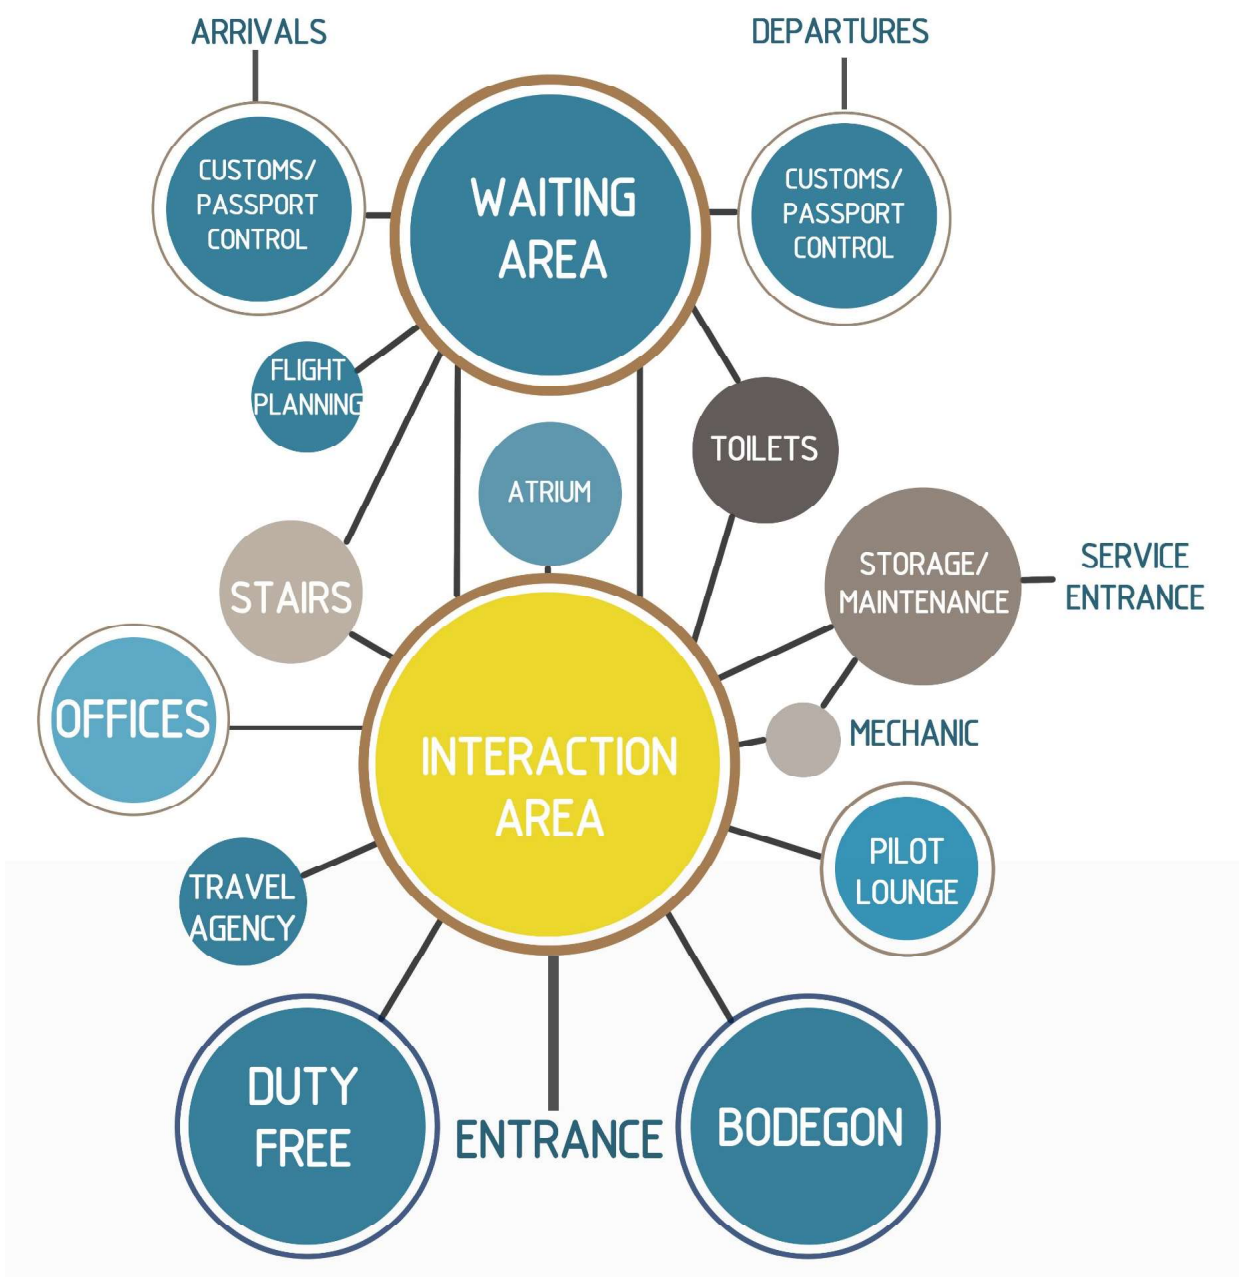 ARRIVALS
DEPARTURES
CUSTOMS/
PASSPORT
CONTROL
WAITING
AREA
CUSTOMS/
PASSPORT
CONTROL
FLIGHT
PLANNING
ATRIUM
TOILETS
STAIRS
STORAGE/
MAINTENANCE
SERVICE
ENTRANCE
OFFICES
INTERACTION
AREA
MECHANIC
PILOT
LOUNGE
TRAVEL
AGENCY
DUTY
FREE
ENTRANCE
BODEGON